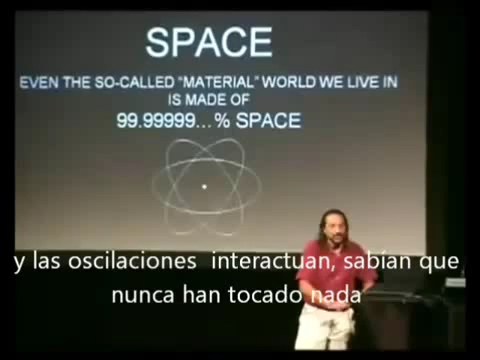 SPACE
EVEN THE SO-CALLED "MATERIAL" WORLD WE LIVE IN
IS MADE OF
99.99999...% SPACE
y las oscilaciones interactuan, sabían que
nunca han tocado nada